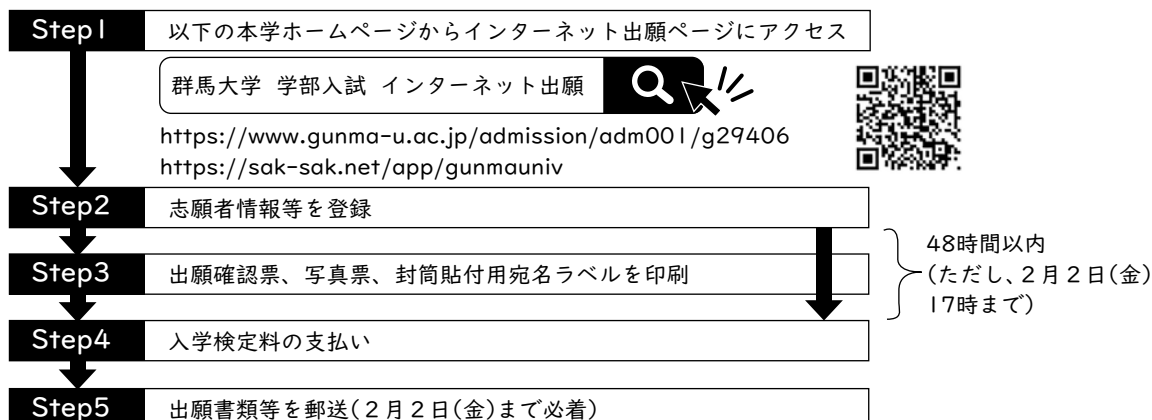 Step1 以下の本学ホームページからインターネット出願ページにアクセス
群馬大学 学部入試 インターネット出願
https://www.gunma-u.ac.jp/admission/adm001/g29406
https://sak-sak.net/app/gunmauniv
Step2 志願者情報等を登録
48時間以内
(ただし、2月2日(金)
17時まで)
Step3 出願確認票、写真票、封筒貼付用宛名ラベルを印刷
Step4 入学検定料の支払い
Step5 出願書類等を郵送(2月2日(金)まで必着)